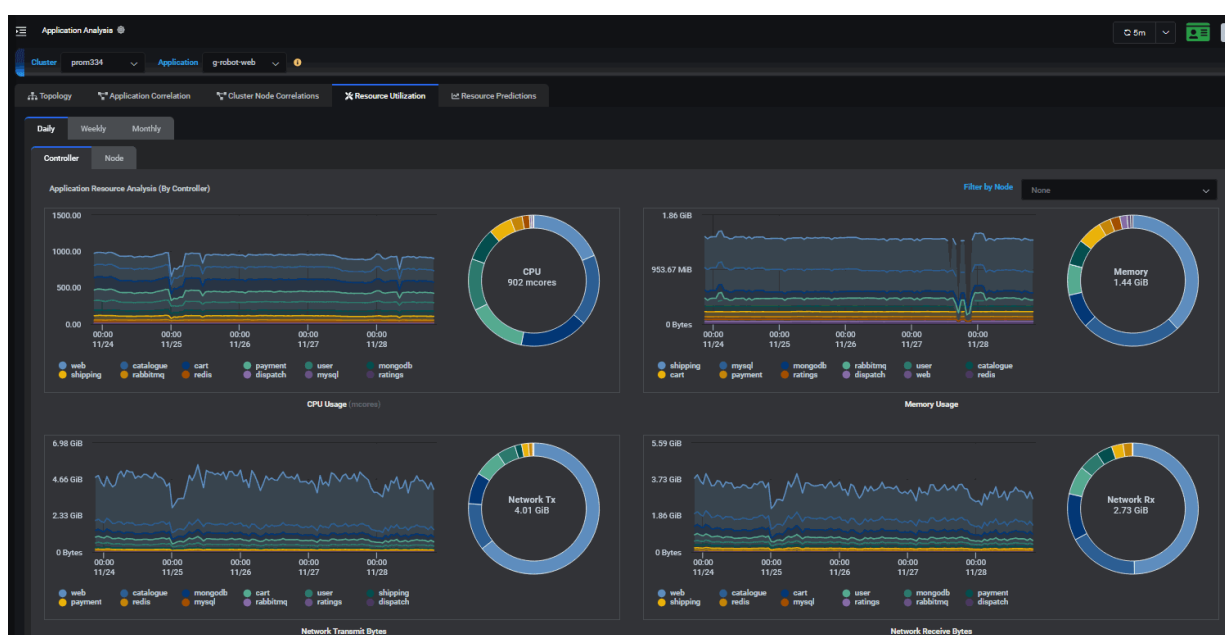 Application Analysis
5m
Cluster prom334 Application g-robot-web
Topology Application Correlation Cluster Node Correlations Resource Utilization Resource Predictions
Daily Weekly Monthly
Controller Node
Application Resource Analysis (By Controller)
Filter by Node None
1500.00
1000.00
500.00
0.00
00:00 00:00 00:00 00:00 00:00
11/24 11/25 11/26 11/27 11/28
CPU
902 mcores
web catalogue cart payment user mongodb
shipping rabbitmq redis dispatch mysql ratings
CPU Usage (mcores)
1.86 GiB
953.67 MiB
0 Bytes
00:00 00:00 00:00 00:00 00:00
11/24 11/25 11/26 11/27 11/28
Memory
1.44 GiB
shipping mysql mongodb rabbitmq user catalogue
cart payment ratings dispatch web redis
Memory Usage
6.98 GiB
4.66 GiB
2.33 GiB
0 Bytes
00:00 00:00 00:00 00:00 00:00
11/24 11/25 11/26 11/27 11/28
Network Tx
4.01 GiB
web catalogue mongodb cart user shipping
payment redis mysql rabbitmq ratings dispatch
Network Transmit Bytes
5.59 GiB
3.73 GiB
1.86 GiB
0 Bytes
00:00 00:00 00:00 00:00 00:00
11/24 11/25 11/26 11/27 11/28
Network Rx
2.73 GiB
web catalogue cart user mongodb payment
shipping redis mysql ratings rabbitmq dispatch
Network Receive Bytes